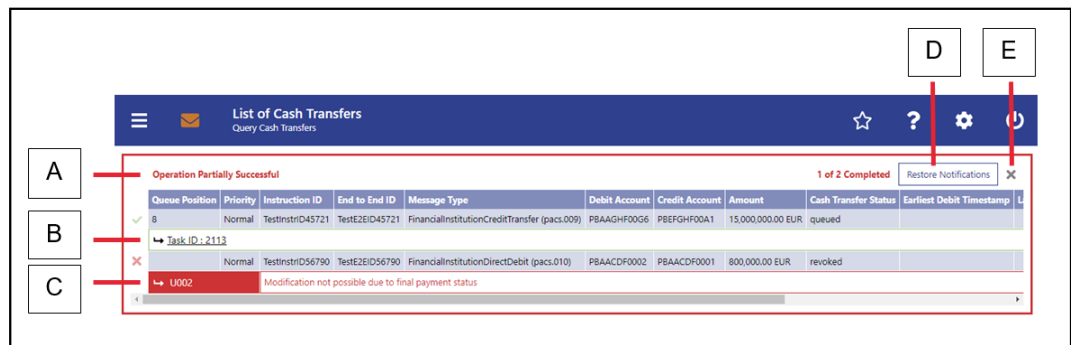 D E
List of Cash Transfers
Query Cash Transfers
?
A
Operation Partially Successful 1 of 2 Completed Restore Notifications
Queue Position Priority Instruction ID End to End ID Message Type Debit Account Credit Account Amount Cash Transfer Status Earliest Debit Timestamp
8 Normal TestInstrID45721 TestE2EID45721 FinancialInstitutionCreditTransfer (pacs.009) PBAAGHF00G6 PBEFGHF00A1 15,000,000.00 EUR queued
B
Task ID : 2113
Normal TestInstrID56790 TestE2EID56790 FinancialInstitutionDirectDebit (pacs.010) PBAACDF0002 PBAACDF0001 800,000.00 EUR revoked
C
U002 Modification not possible due to final payment status